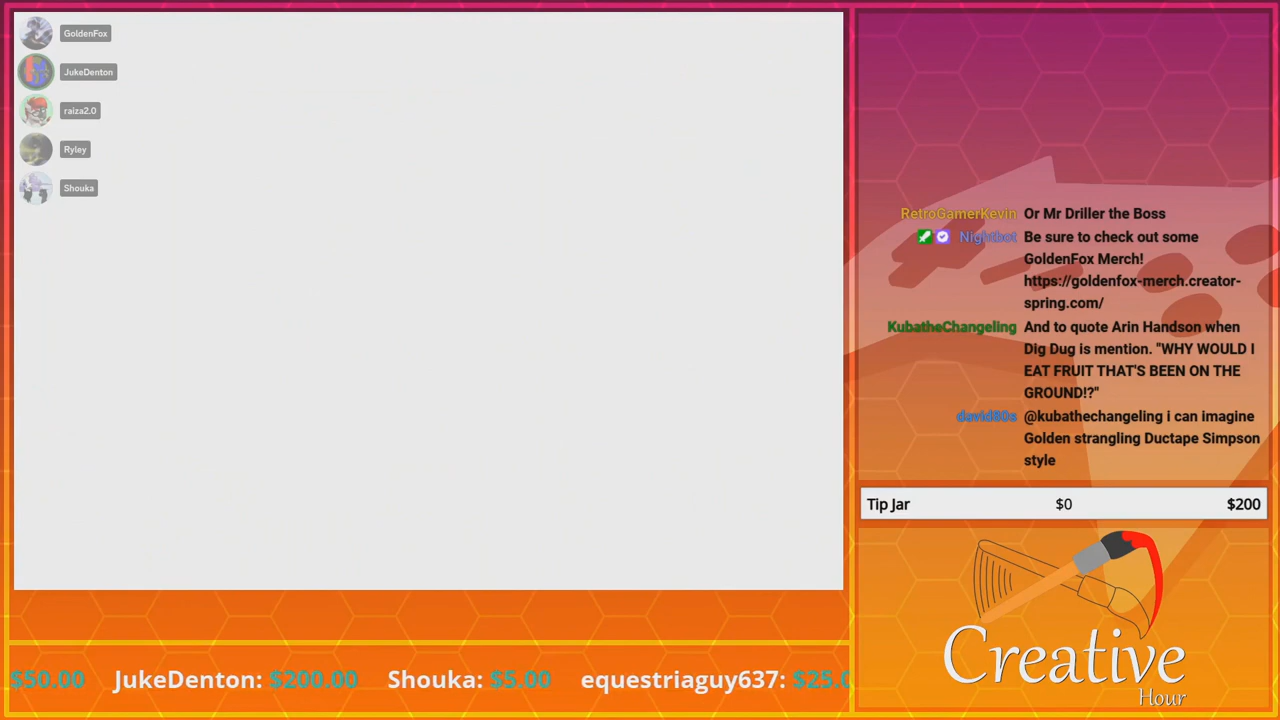 GoldenFox
JukeDenton
raiza2.0
Ryley
Shouka
RetroGamerKevin Or Mr Driller the Boss
Nightbot Be sure to check out some
GoldenFox Merch!
https://goldenfox-merch.creator-
spring.com/
KubatheChangeling And to quote Arin Handson when
Dig Dug is mention. "WHY WOULD I
EAT FRUIT THAT'S BEEN ON THE
GROUND!?"
david80s @kubathechangeling i can imagine
Golden strangling Ductape Simpson
style
Tip Jar $0 $200
Creative
Hour
$50.00 JukeDenton: $200.00 Shouka: $5.00 equestriaguy637: $25.0